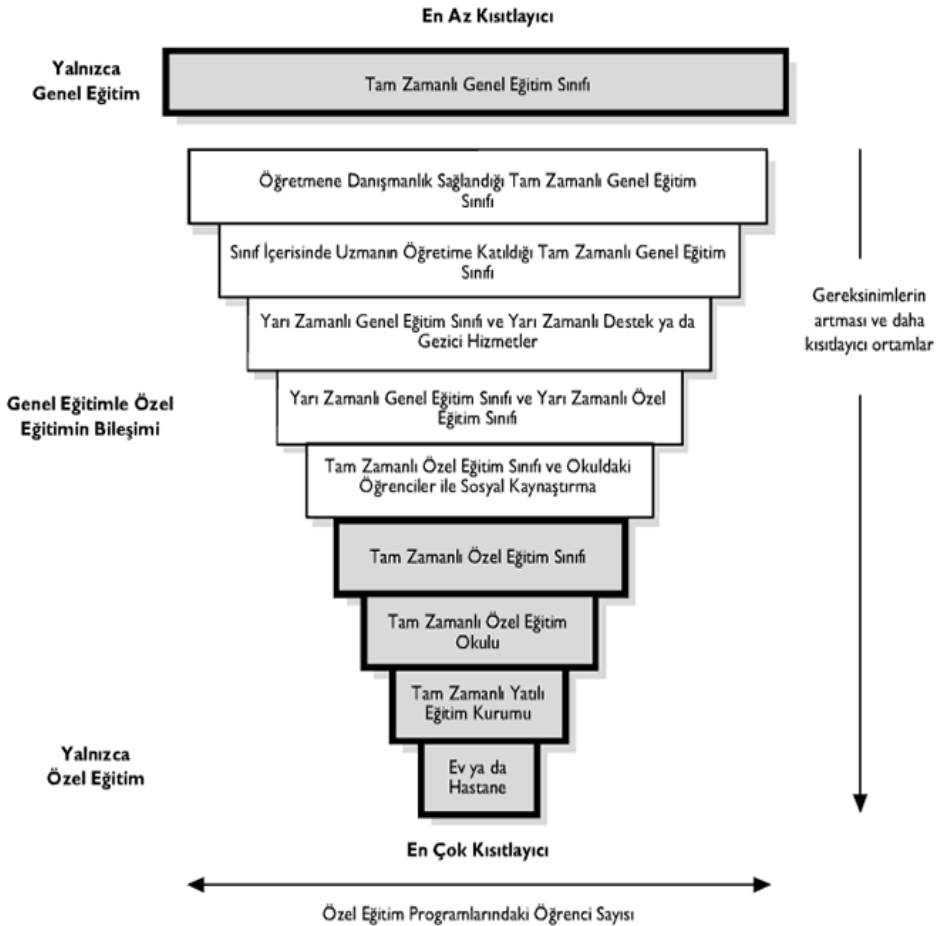 En Az Kısıtlayıcı
Yalnızca
Genel Eğitim
Tam Zamanlı Genel Eğitim Sınıfı
Öğretmene Danışmanlık Sağlandığı Tam Zamanlı Genel Eğitim
Sınıfı
Sınıf İçerisinde Uzmanın Öğretime Katıldığı Tam Zamanlı Genel Eğitim
Sınıfı
Yarı Zamanlı Genel Eğitim Sınıfı ve Yarı Zamanlı Destek ya da
Gezici Hizmetler
Gereksinimlerin
artması ve daha
kısıtlayıcı ortamlar
Genel Eğitimle Özel
Eğitimin Bileşimi
Yarı Zamanlı Genel Eğitim Sınıfı ve Yarı Zamanlı Özel
Eğitim Sınıfı
Tam Zamanlı Özel Eğitim Sınıfı ve Okuldaki
Öğrenciler ile Sosyal Kaynaştırma
Tam Zamanlı Özel Eğitim Sınıfı
Tam Zamanlı Özel Eğitim
Okulu
Tam Zamanlı Yatılı
Eğitim Kurumu
Yalnızca
Özel Eğitim
Ev ya da
Hastane
En Çok Kısıtlayıcı
Özel Eğitim Programlarındaki Öğrenci Sayısı